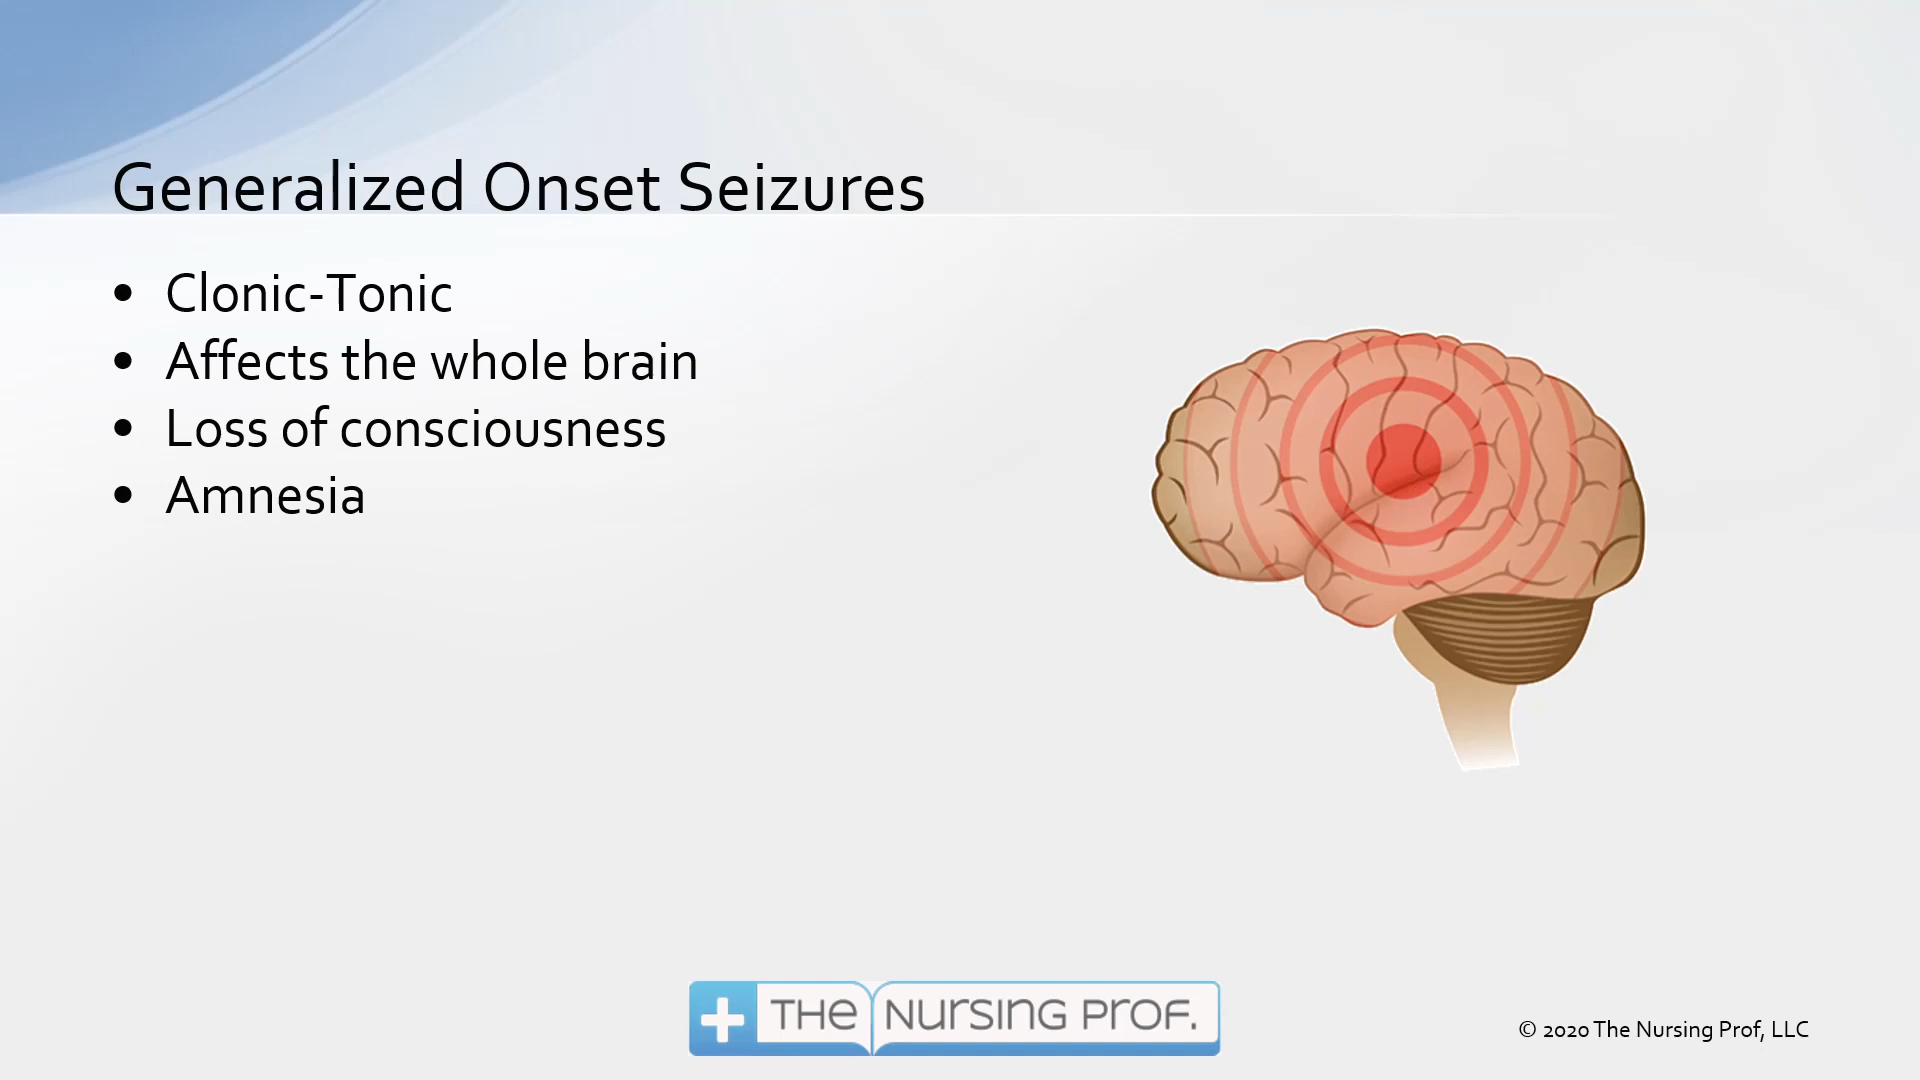 Generalized Onset Seizures
• Clonic-Tonic
• Affects the whole brain
• Loss of consciousness
• Amnesia
THE NURSING PROF.
© 2020 The Nursing Prof, LLC